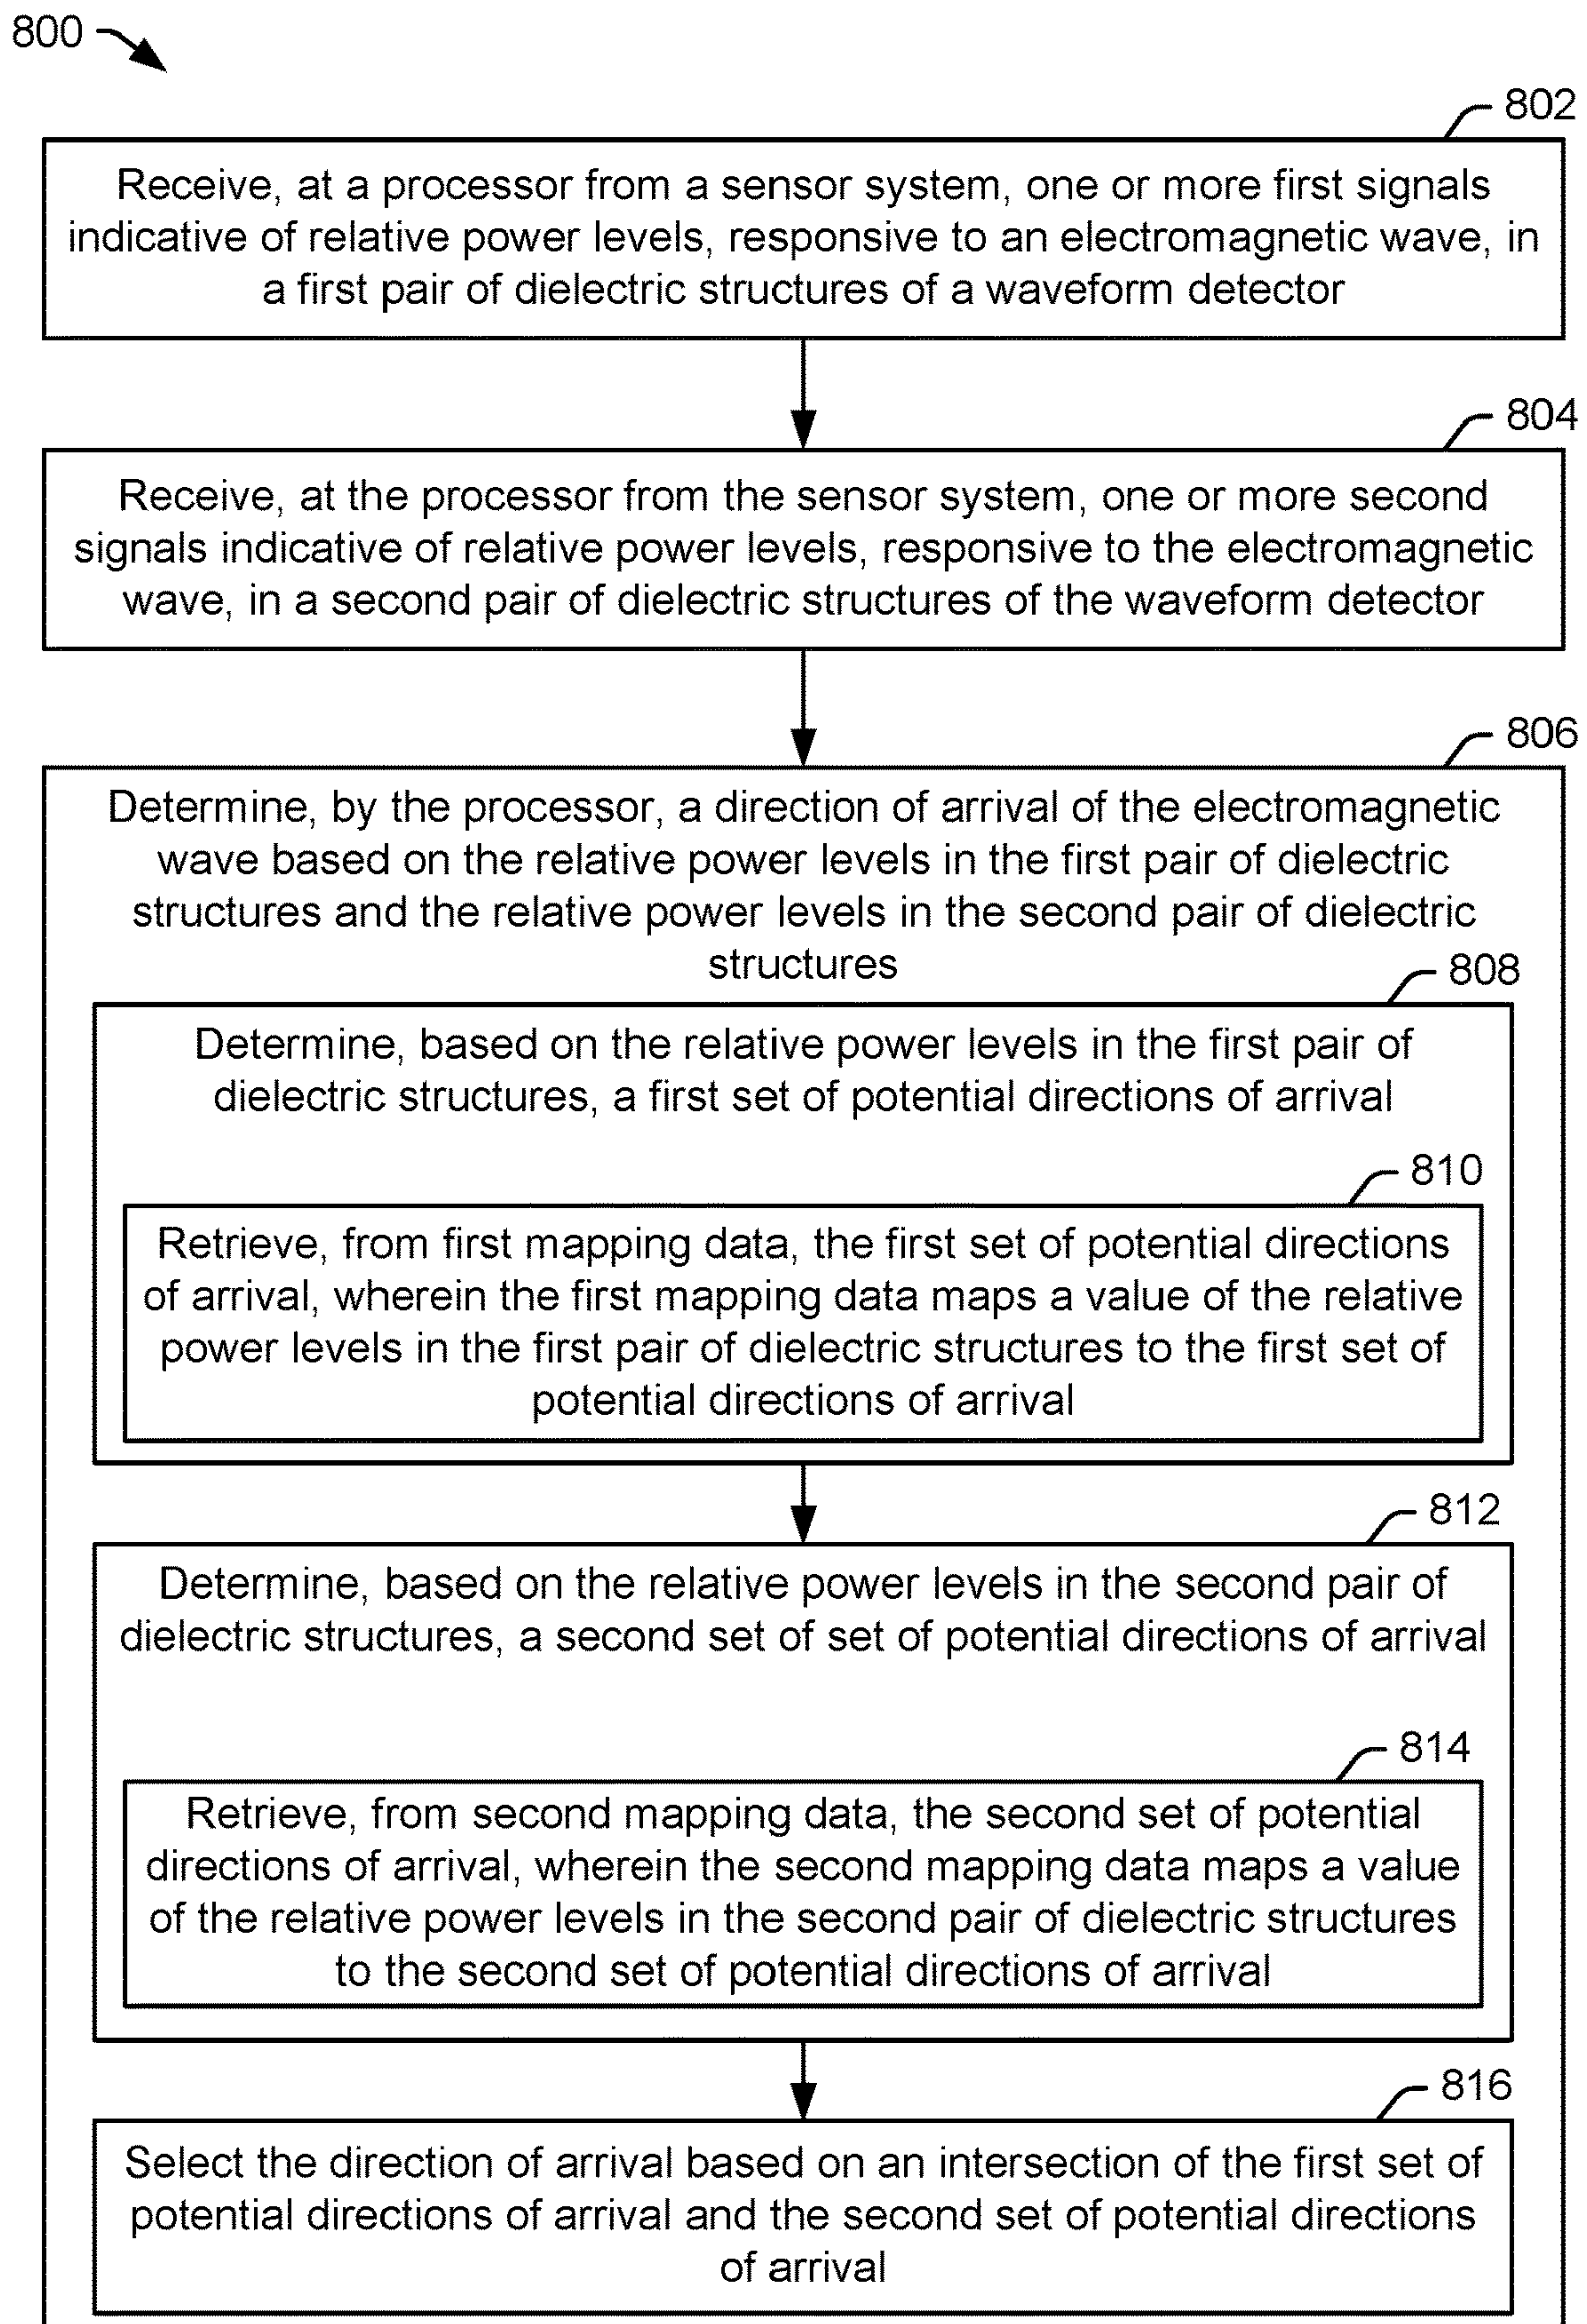 800
802
Receive, at a processor from a sensor system, one or more first signals
indicative of relative power levels, responsive to an electromagnetic wave, in
a first pair of dielectric structures of a waveform detector
804
Receive, at the processor from the sensor system, one or more second
signals indicative of relative power levels, responsive to the electromagnetic
wave, in a second pair of dielectric structures of the waveform detector
806
Determine, by the processor, a direction of arrival of the electromagnetic
wave based on the relative power levels in the first pair of dielectric
structures and the relative power levels in the second pair of dielectric
structures
808
Determine, based on the relative power levels in the first pair of
dielectric structures, a first set of potential directions of arrival
810
Retrieve, from first mapping data, the first set of potential directions
of arrival, wherein the first mapping data maps a value of the relative
power levels in the first pair of dielectric structures to the first set of
potential directions of arrival
812
Determine, based on the relative power levels in the second pair of
dielectric structures, a second set of set of potential directions of arrival
814
Retrieve, from second mapping data, the second set of potential
directions of arrival, wherein the second mapping data maps a value
of the relative power levels in the second pair of dielectric structures
to the second set of potential directions of arrival
816
Select the direction of arrival based on an intersection of the first set of
potential directions of arrival and the second set of potential directions
of arrival